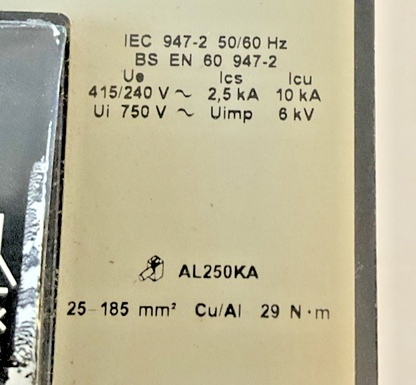 IEC 947-2 50/60 Hz
BS EN 60 947-2
Ue Ics Icu
415/240 V ~ 2,5 kA 10 kA
Ui 750 V ~ Uimp 6 kV
AL250KA
25-185 mm² Cu/Al 29 N·m